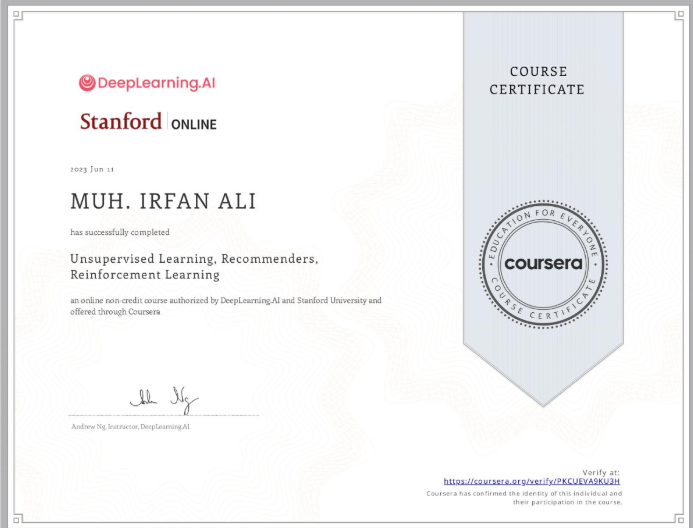 DeepLearning.AI
Stanford | ONLINE
COURSE
CERTIFICATE
2023 Jun 11
MUH. IRFAN ALI
has successfully completed
Unsupervised Learning, Recommenders,
Reinforcement Learning
an online non-credit course authorized by DeepLearning.AI and Stanford University and
offered through Coursera
EDUCATION FOR EVERYONE
coursera
COURSE CERTIFICATE
Andrew Ng, Instructor, DeepLearning.AI
Verify at:
https://coursera.org/verify/PKCUEVA9KU3H
Coursera has confirmed the identity of this individual and
their participation in the course.